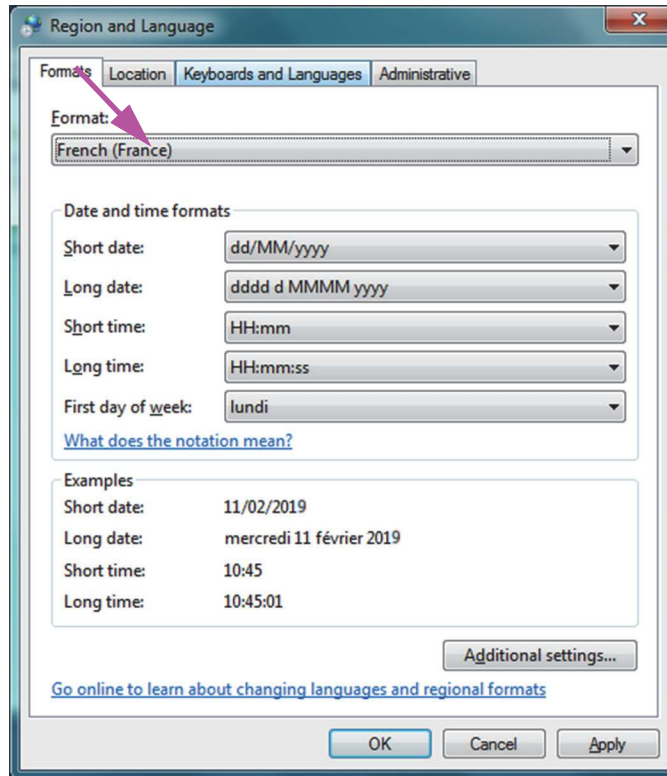 Region and Language
Formats Location Keyboards and Languages Administrative
Format:
French (France)
Date and time formats
Short date: dd/MM/yyyy
Long date: dddd d MMMM yyyy
Short time: HH:mm
Long time: HH:mm:ss
First day of week: lundi
What does the notation mean?
Examples
Short date: 11/02/2019
Long date: mercredi 11 février 2019
Short time: 10:45
Long time: 10:45:01
Additional settings...
Go online to learn about changing languages and regional formats
OK Cancel Apply